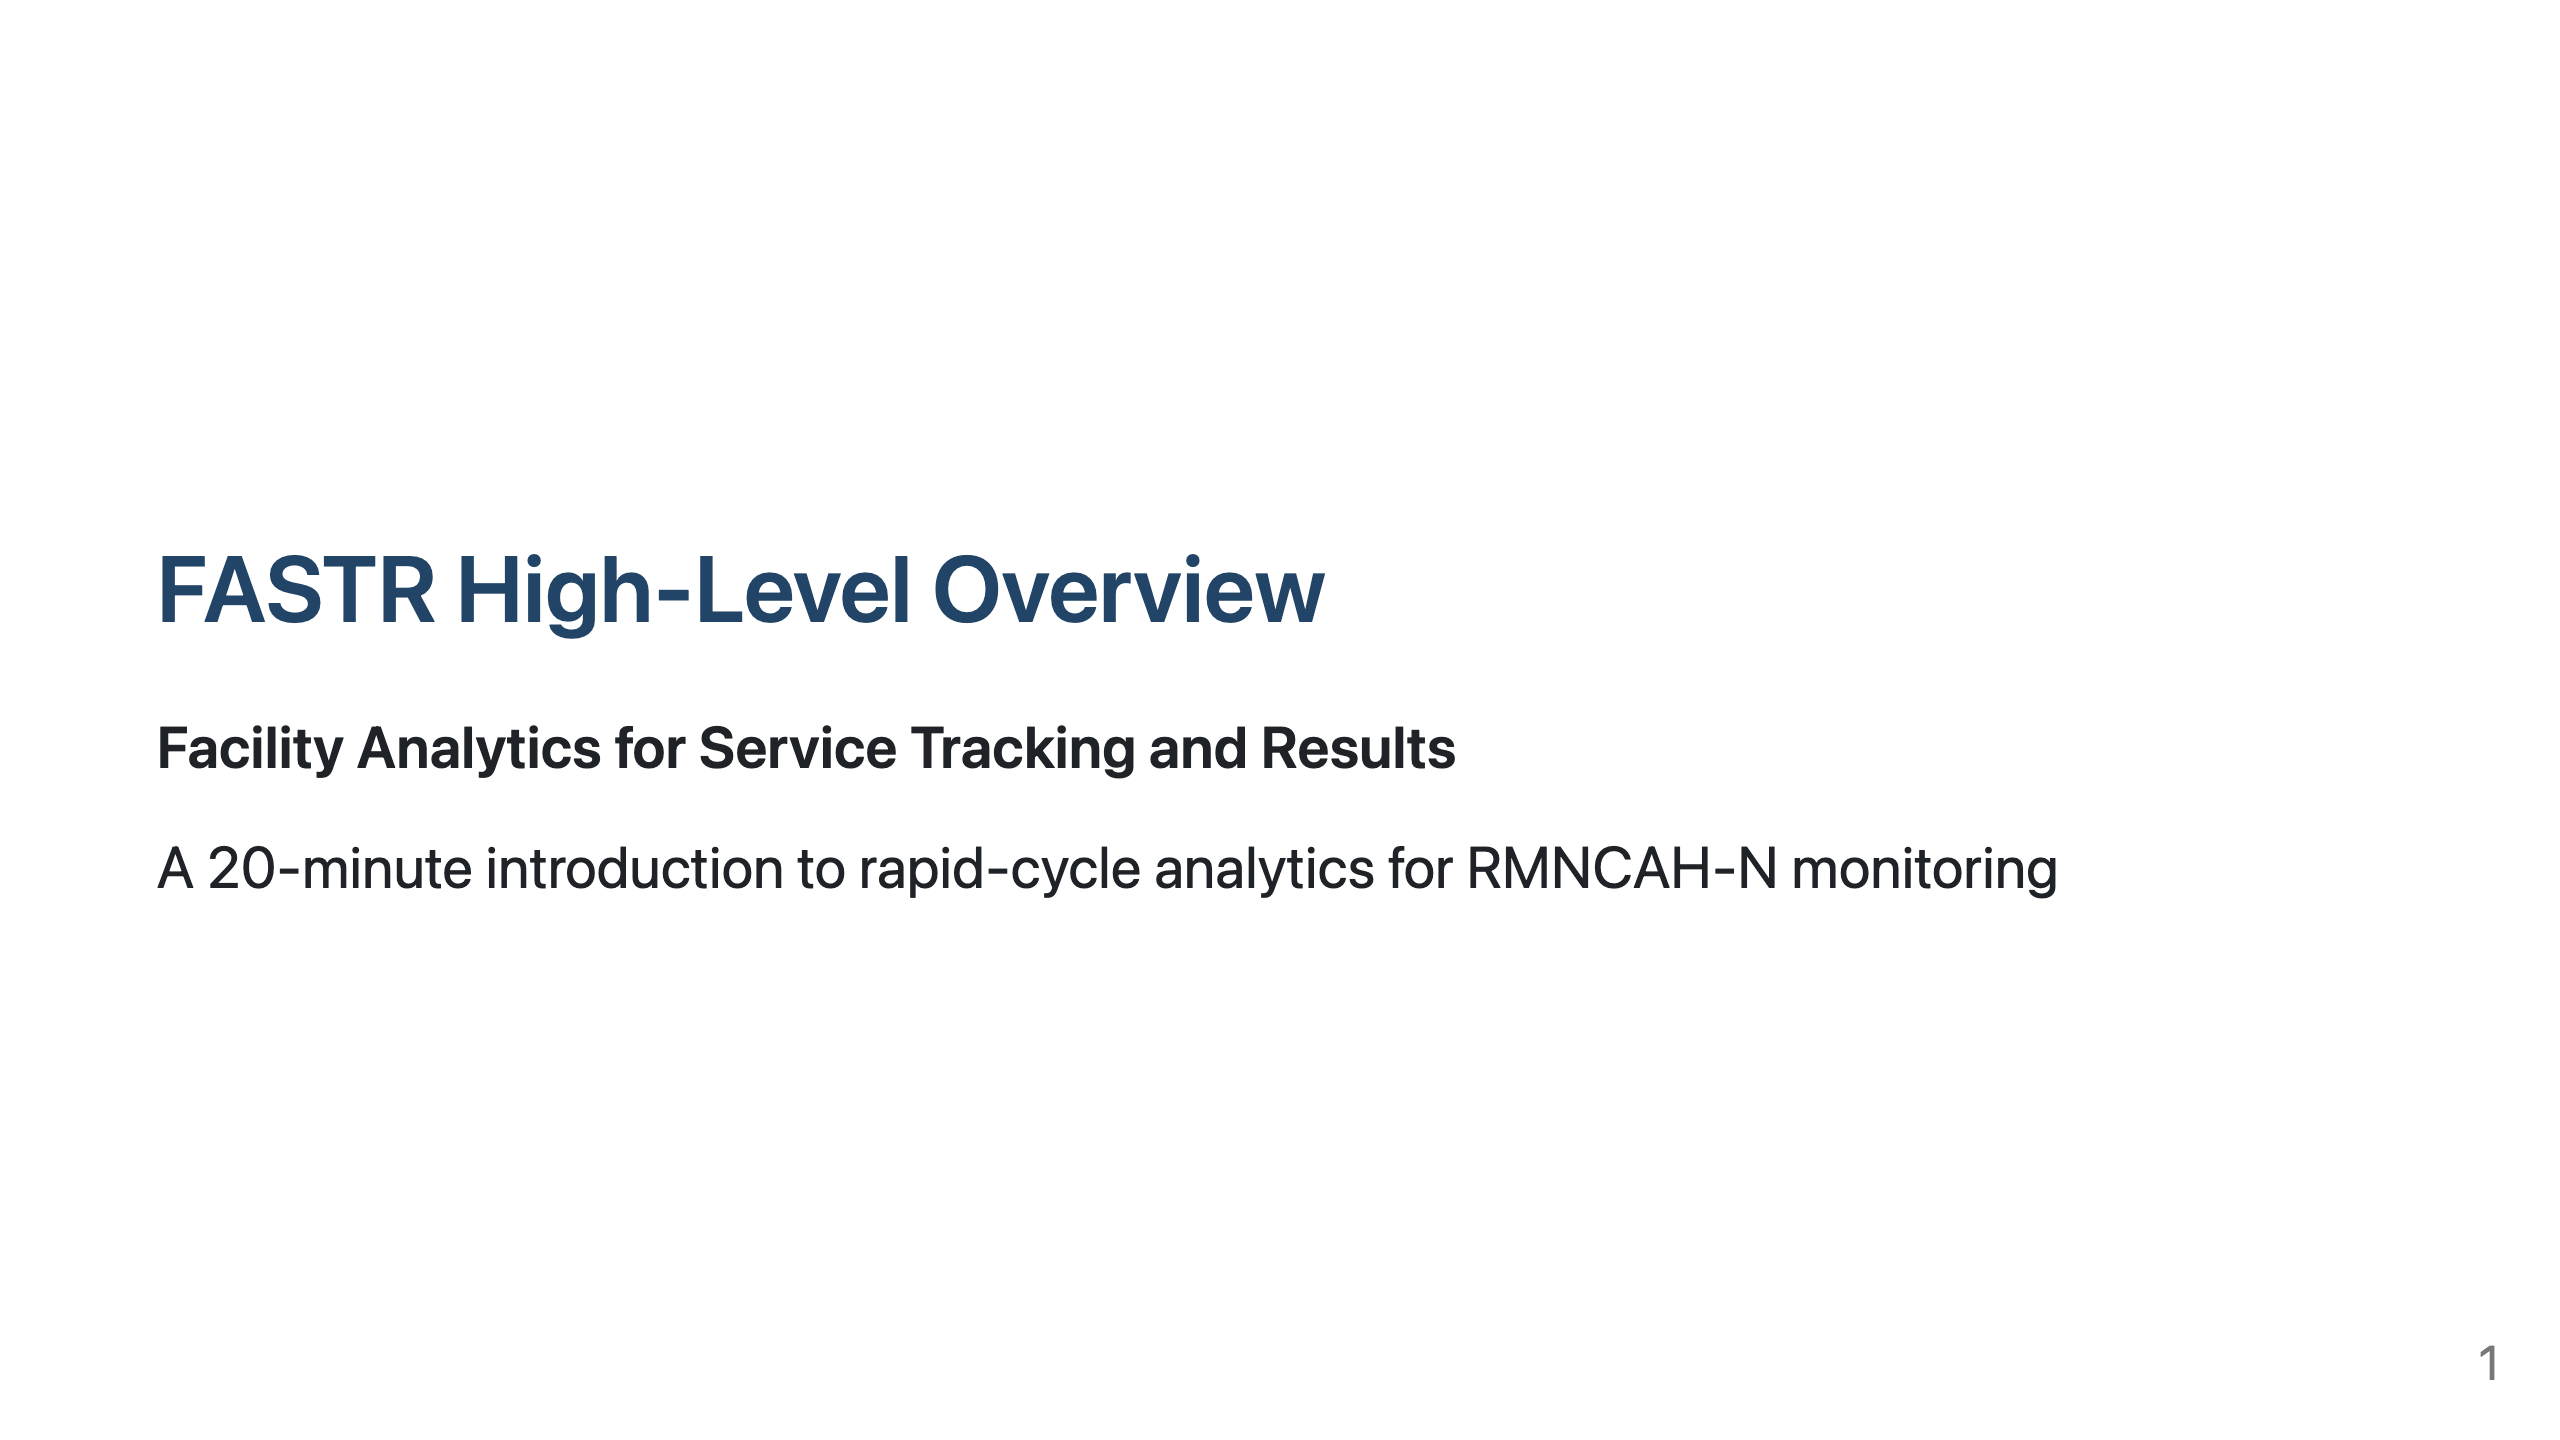 FASTR High-Level Overview
Facility Analytics for Service Tracking and Results
A 20-minute introduction to rapid-cycle analytics for RMNCAH-N monitoring
1